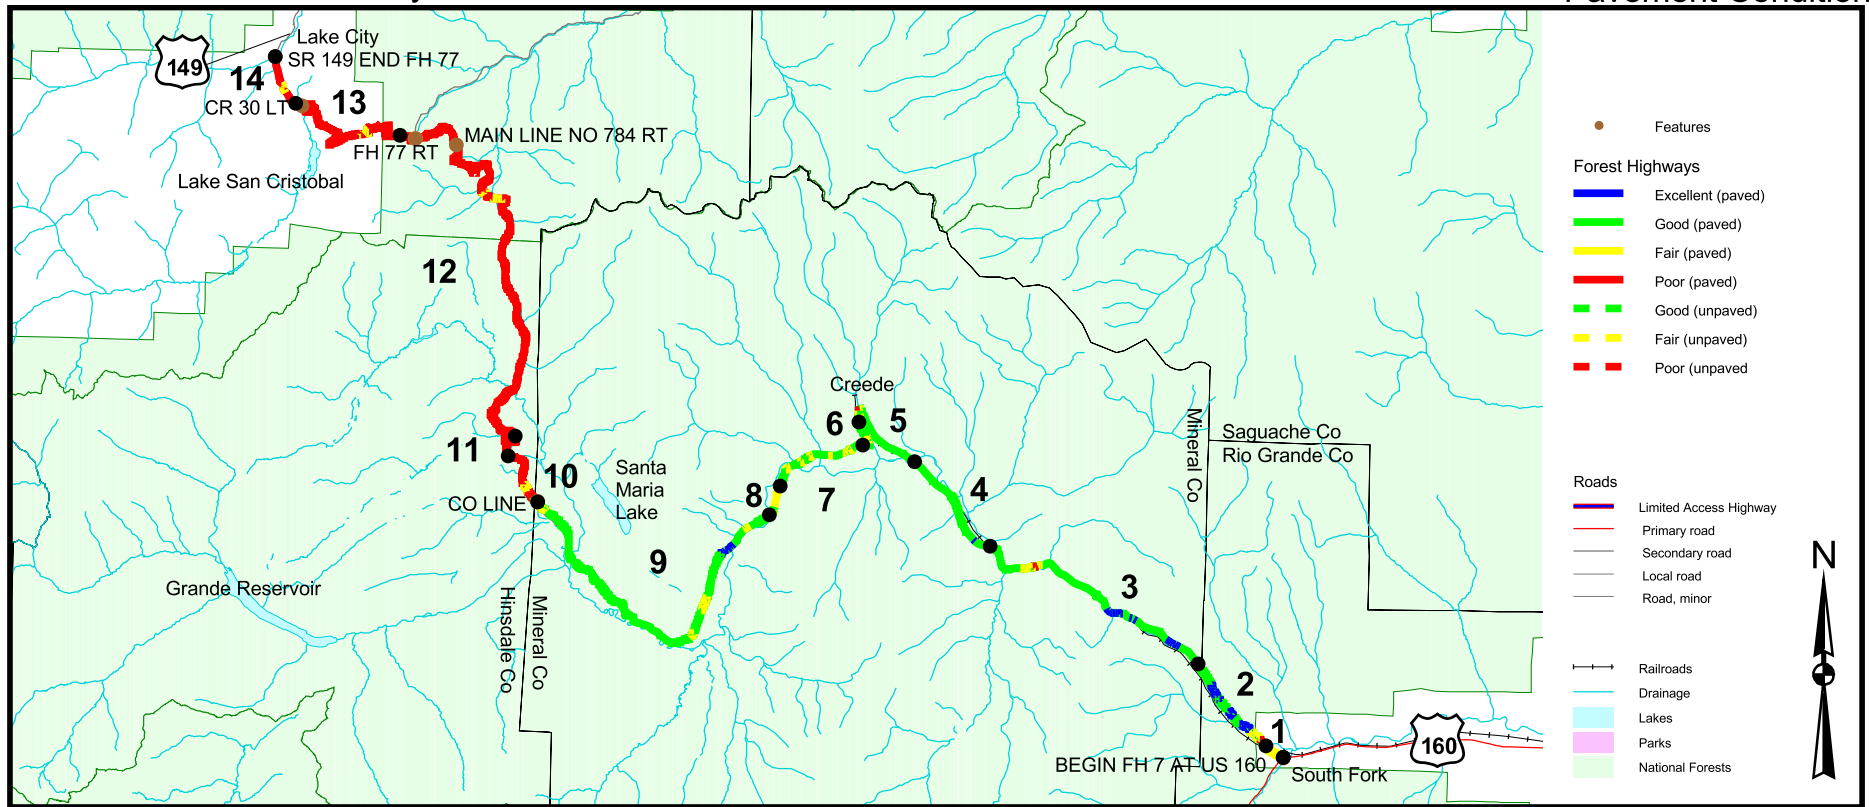 Pavement Condition
Lake City
SR 149 END FH 77
149
14
CR 30 LT
13
MAIN LINE NO 784 RT
FH 77 RT
Lake San Cristobal
12
Creede
6
5
11
10
Santa
Maria
Lake
CO LINE
8
7
4
9
Grande Reservoir
Hinsdale Co
Mineral Co
3
Mineral Co
Saguache Co
Rio Grande Co
2
1
160
BEGIN FH 7 AT US 160
South Fork
Features
Forest Highways
Excellent (paved)
Good (paved)
Fair (paved)
Poor (paved)
Good (unpaved)
Fair (unpaved)
Poor (unpaved
Roads
Limited Access Highway
Primary road
Secondary road
Local road
Road, minor
N
Railroads
Drainage
Lakes
Parks
National Forests